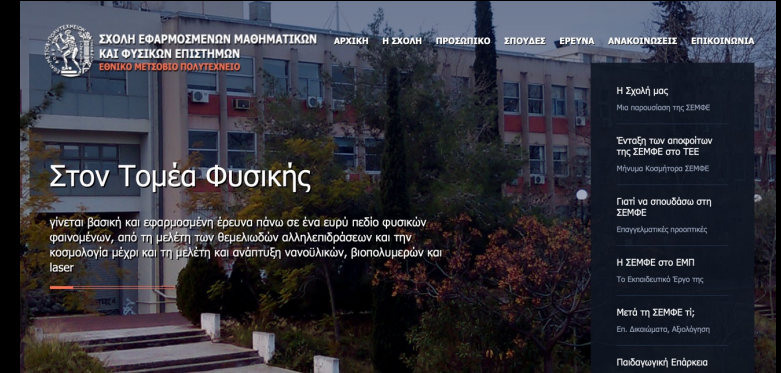 ΣΧΟΛΗ ΕΦΑΡΜΟΣΜΕΝΩΝ ΜΑΘΗΜΑΤΙΚΩΝ
ΚΑΙ ΦΥΣΙΚΩΝ ΕΠΙΣΤΗΜΩΝ
ΕΘΝΙΚΟ ΜΕΤΣΟΒΙΟ ΠΟΛΥΤΕΧΝΕΙΟ
ΑΡΧΙΚΗ Η ΣΧΟΛΗ ΠΡΟΣΩΠΙΚΟ ΣΠΟΥΔΕΣ ΕΡΕΥΝΑ ΑΝΑΚΟΙΝΩΣΕΙΣ ΕΠΙΚΟΙΝΩΝΙΑ
Στον Τομέα Φυσικής
γίνεται βασική και εφαρμοσμένη έρευνα πάνω σε ένα ευρύ πεδίο φυσικών
φαινομένων, από τη μελέτη των θεμελιωδών αλληλεπιδράσεων και την
κοσμολογία μέχρι και τη μελέτη και ανάπτυξη νανοϋλικών, βιοπολυμερών και
laser
Η Σχολή μας
Μια παρουσίαση της ΣΕΜΦΕ
Ένταξη των αποφοίτων
της ΣΕΜΦΕ στο ΤΕΕ
Μήνυμα Κοσμήτορα ΣΕΜΦΕ
Γιατί να σπουδάσω στη
ΣΕΜΦΕ
Επαγγελματικές προοπτικές
Η ΣΕΜΦΕ στο ΕΜΠ
Το Εκπαιδευτικό Έργο της
Μετά τη ΣΕΜΦΕ τί;
Επ. Δικαιώματα, Αξιολόγηση
Παιδαγωγική Επάρκεια